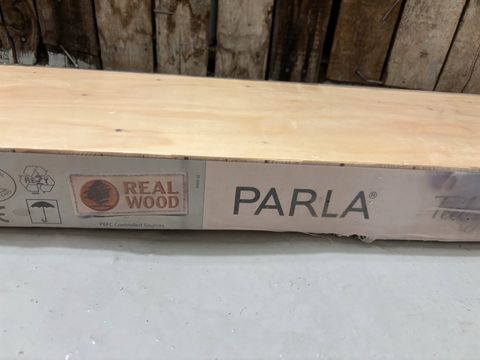 REAL
WOOD
PARLA®
PEFC Controlled Sources